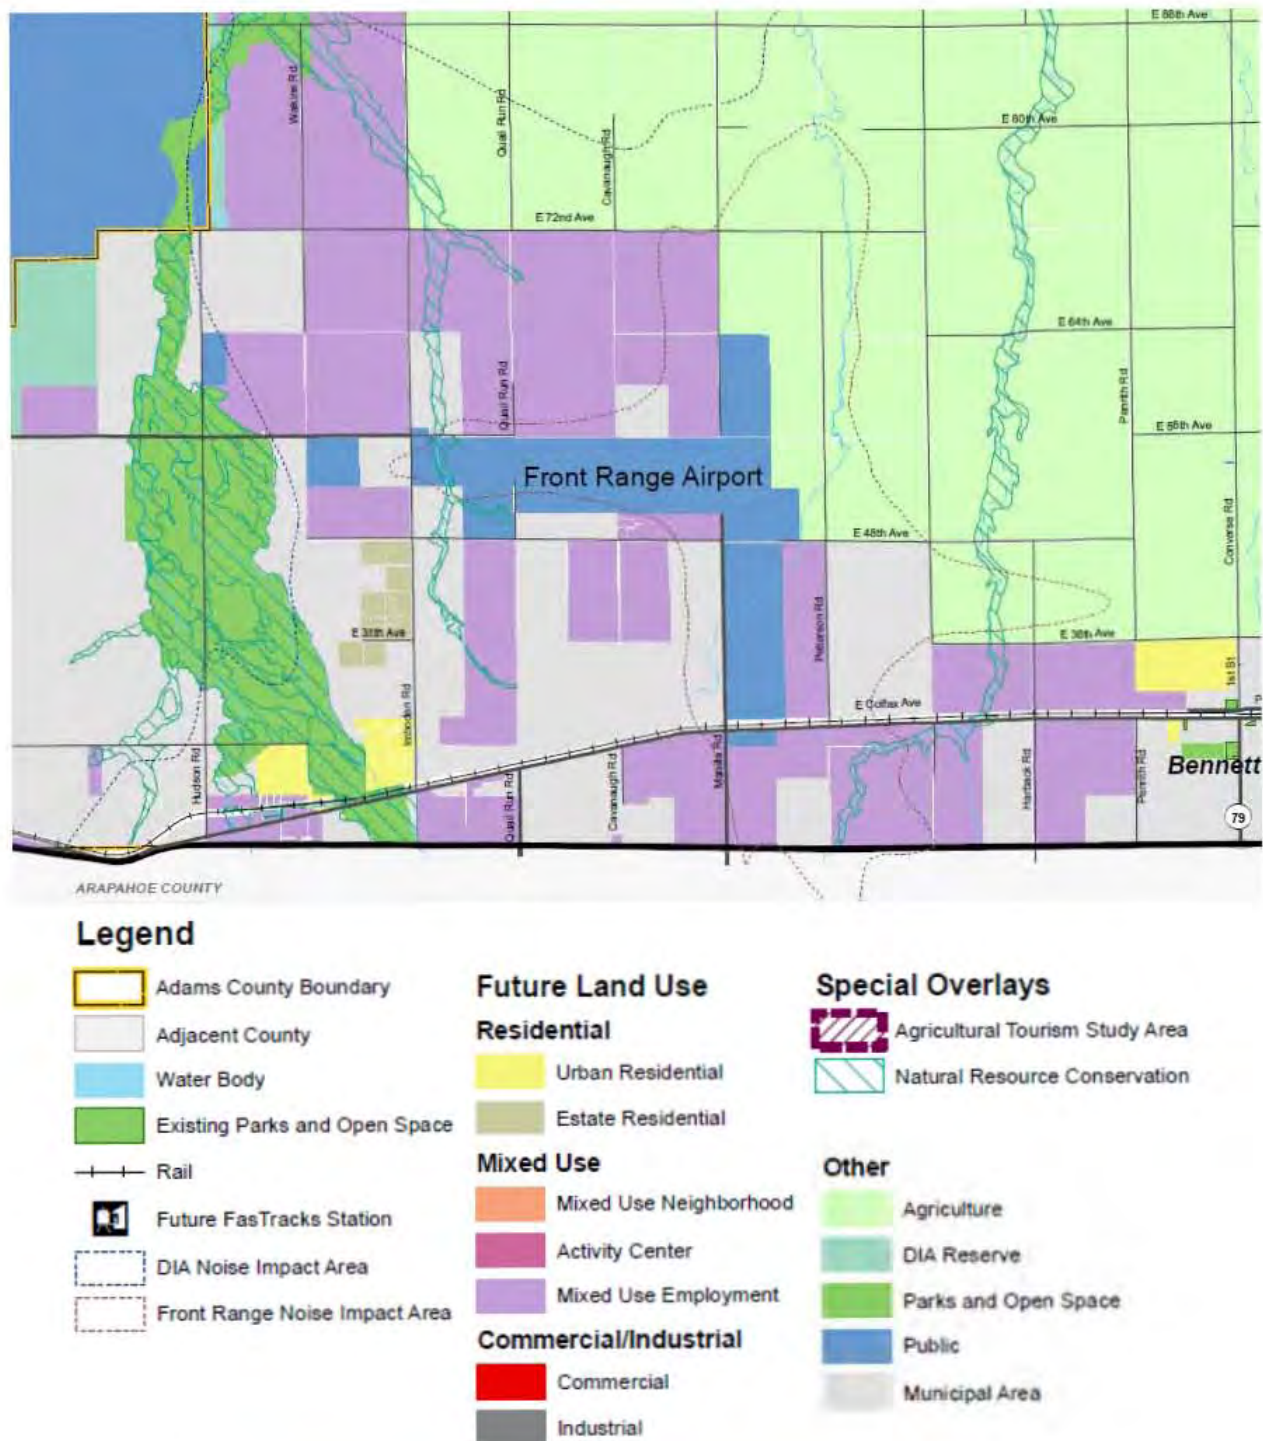 E 88th Ave
Watkins Rd
Quail Run Rd
Cavanaugh Rd
E 80th Ave
E 72nd Ave
E 64th Ave
Quail Run Rd
Penrith Rd
E 56th Ave
Front Range Airport
E 48th Ave
Converse Rd
E 38th Ave
Peterson Rd
E 38th Ave
1st St
Imboden Rd
E Colfax Ave
Hudson Rd
Quail Run Rd
Cavanaugh Rd
Manila Rd
Harback Rd
Penrith Rd
Bennett
79
ARAPAHOE COUNTY
Legend
Adams County Boundary
Adjacent County
Water Body
Existing Parks and Open Space
Rail
Future FasTracks Station
DIA Noise Impact Area
Front Range Noise Impact Area
Future Land Use
Residential
Urban Residential
Estate Residential
Mixed Use
Mixed Use Neighborhood
Activity Center
Mixed Use Employment
Commercial/Industrial
Commercial
Industrial
Special Overlays
Agricultural Tourism Study Area
Natural Resource Conservation
Other
Agriculture
DIA Reserve
Parks and Open Space
Public
Municipal Area